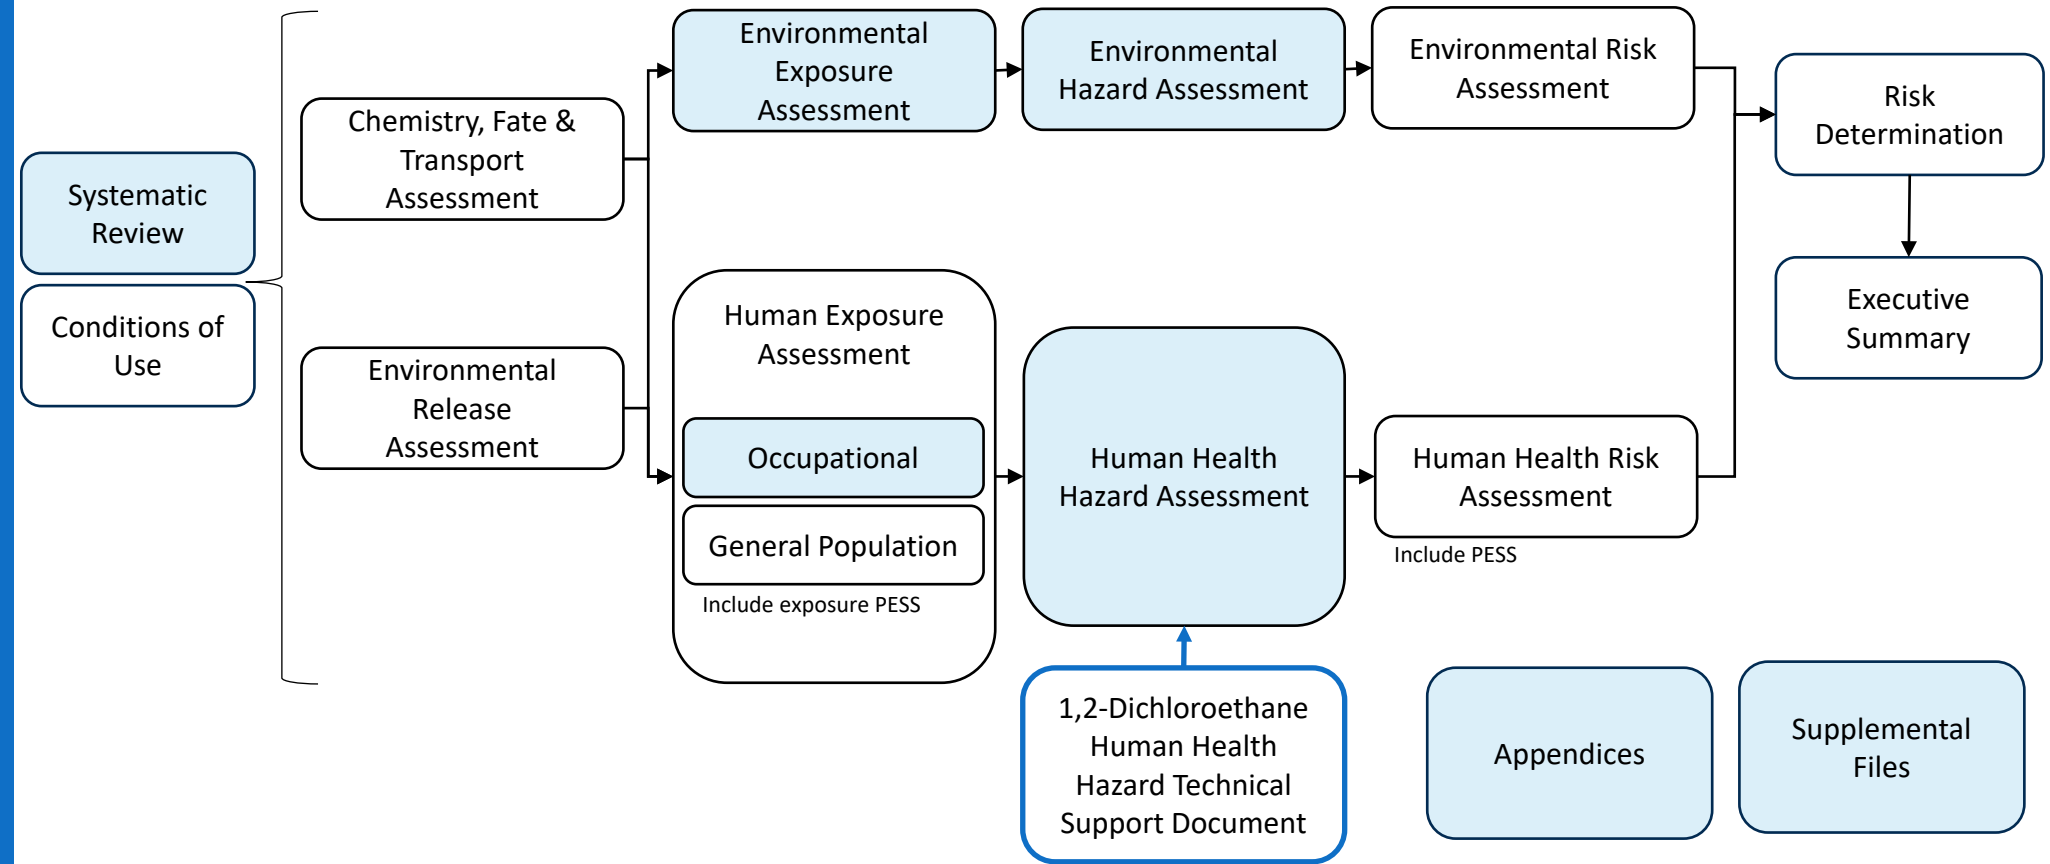 Systematic
Review
Conditions of
Use
Chemistry, Fate &
Transport
Assessment
Environmental
Release
Assessment
Environmental
Exposure
Assessment
Environmental
Hazard Assessment
Environmental Risk
Assessment
Human Exposure
Assessment
Occupational
General Population
Include exposure PESS
Human Health
Hazard Assessment
1,2-Dichloroethane
Human Health
Hazard Technical
Support Document
Human Health Risk
Assessment
Include PESS
Risk
Determination
Executive
Summary
Appendices
Supplemental
Files